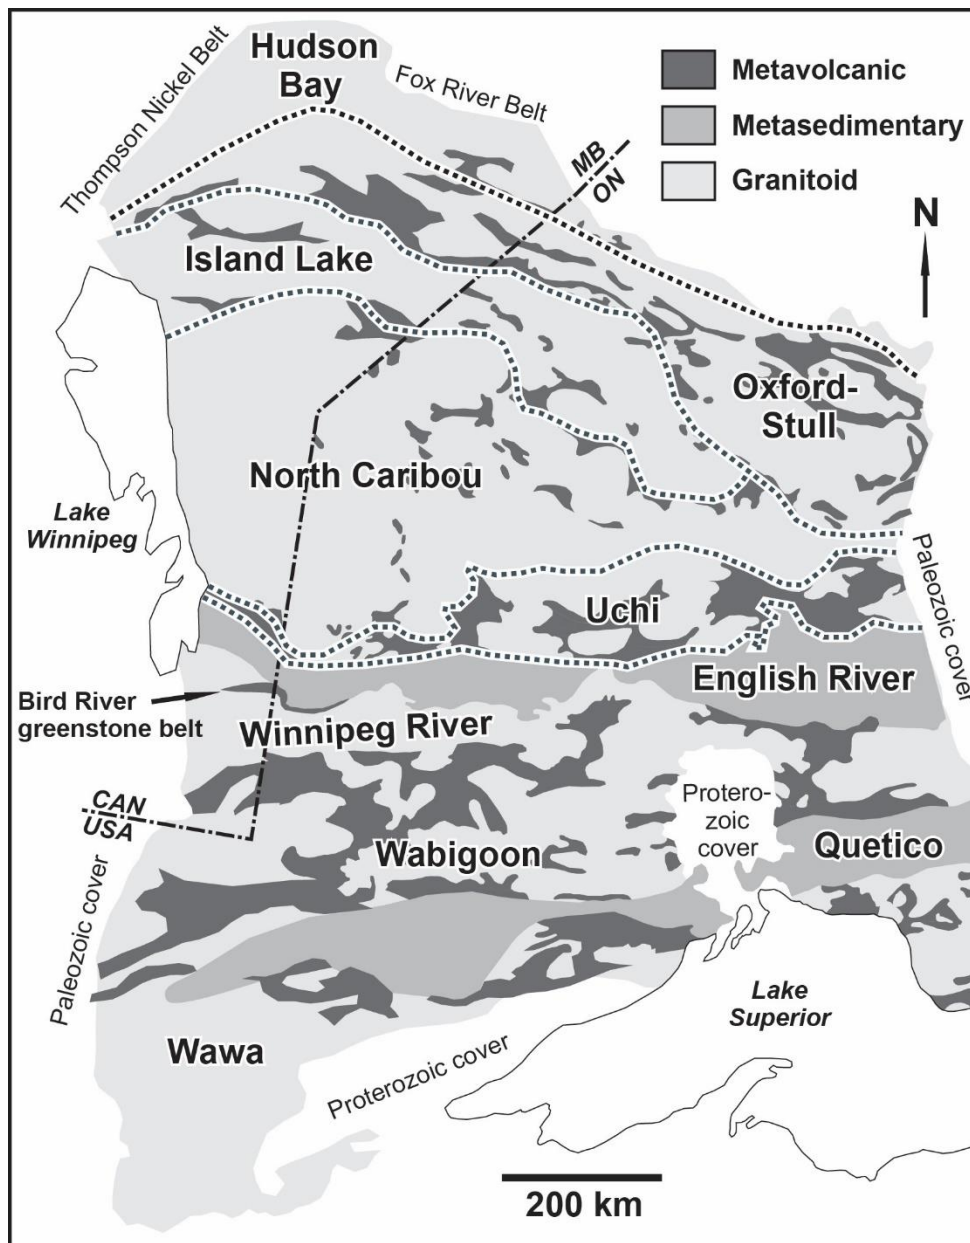 Hudson
Bay
Thompson Nickel Belt
Fox River Belt
Metavolcanic
Metasedimentary
Granitoid
MB
ON
N
Island Lake
Oxford-
Stull
North Caribou
Lake
Winnipeg
Paleozoic cover
Uchi
English River
Bird River
greenstone belt
Winnipeg River
CAN
USA
Protero-
zoic
cover
Wabigoon
Quetico
Paleozoic cover
Lake
Superior
Wawa
Proterozoic cover
200 km